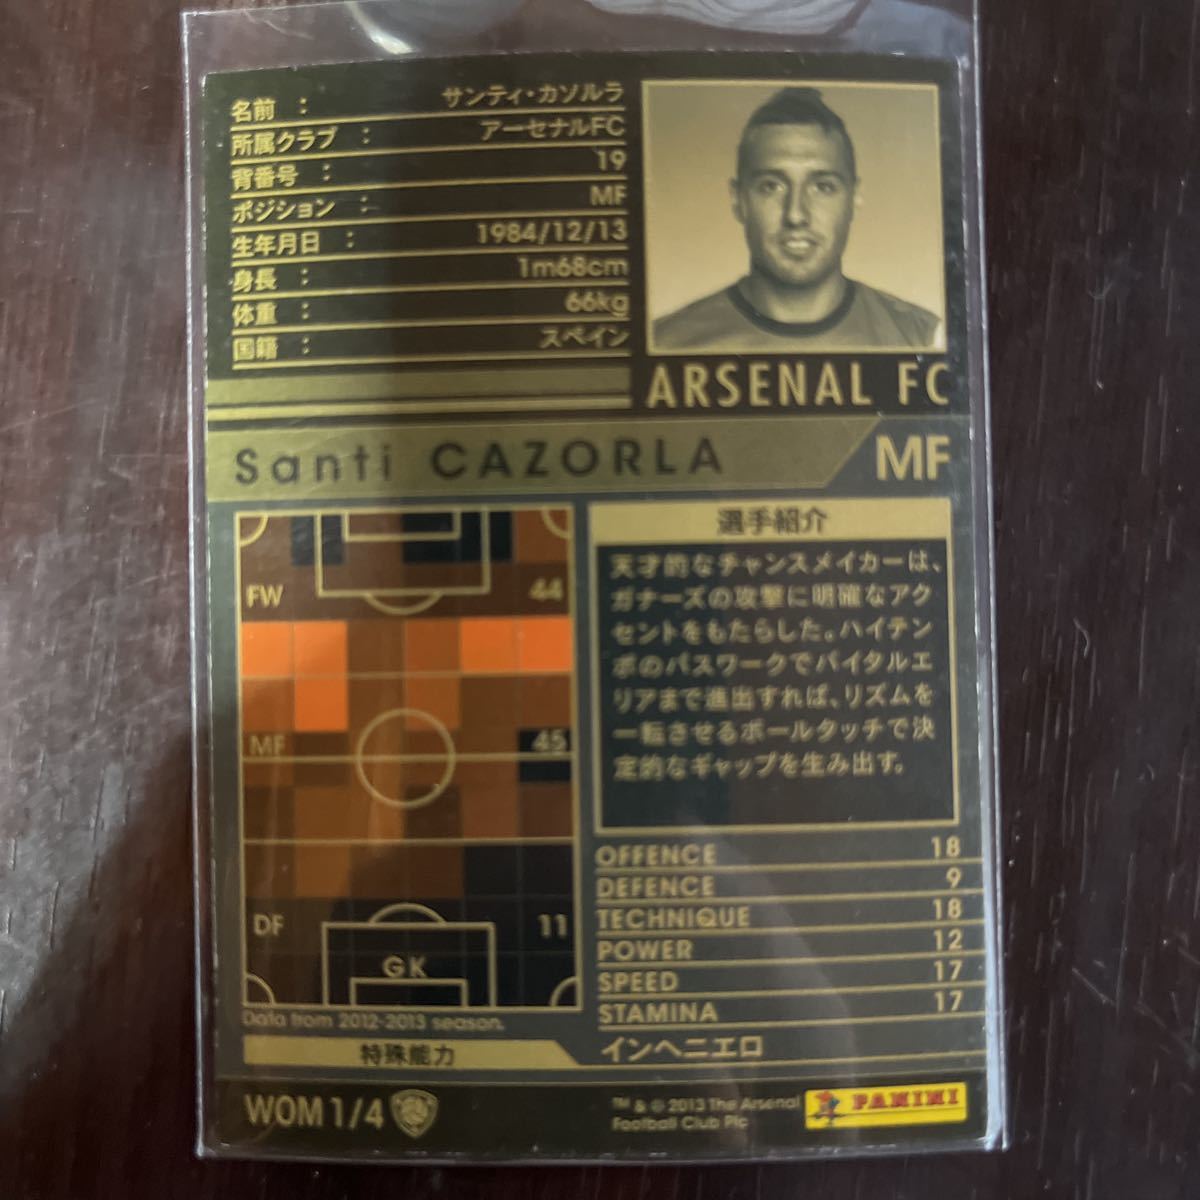 名前 : サンティ・カソルラ
所属クラブ : アーセナルFC
背番号 : 19
ポジション : MF
生年月日 : 1984/12/13
身長 : 1m68cm
体重 : 66kg
国籍 : スペイン
ARSENAL FC
Santi CAZORLA MF
FW 44
MF 45
DF 11
GK
Data from 2012-2013 season.
選手紹介
天才的なチャンスメイカーは、
ガナーズの攻撃に明確なアク
セントをもたらした。ハイテン
ポのパスワークでバイタルエ
リアまで進出すれば、リズムを
一転させるボールタッチで決
定的なギャップを生み出す。
OFFENCE 18
DEFENCE 9
TECHNIQUE 18
POWER 12
SPEED 17
STAMINA 17
特殊能力 インヘニエロ
WOM 1/4
™ & © 2013 The Arsenal
Football Club Plc
PANINI